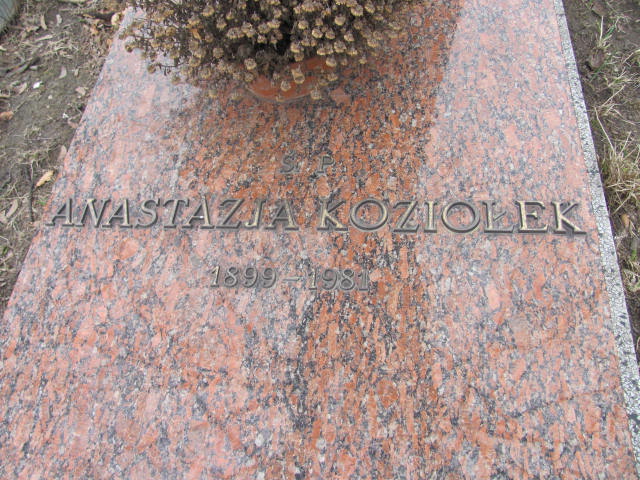 Ś. P.
ANASTAZJA KOZIOŁEK
1899-1981